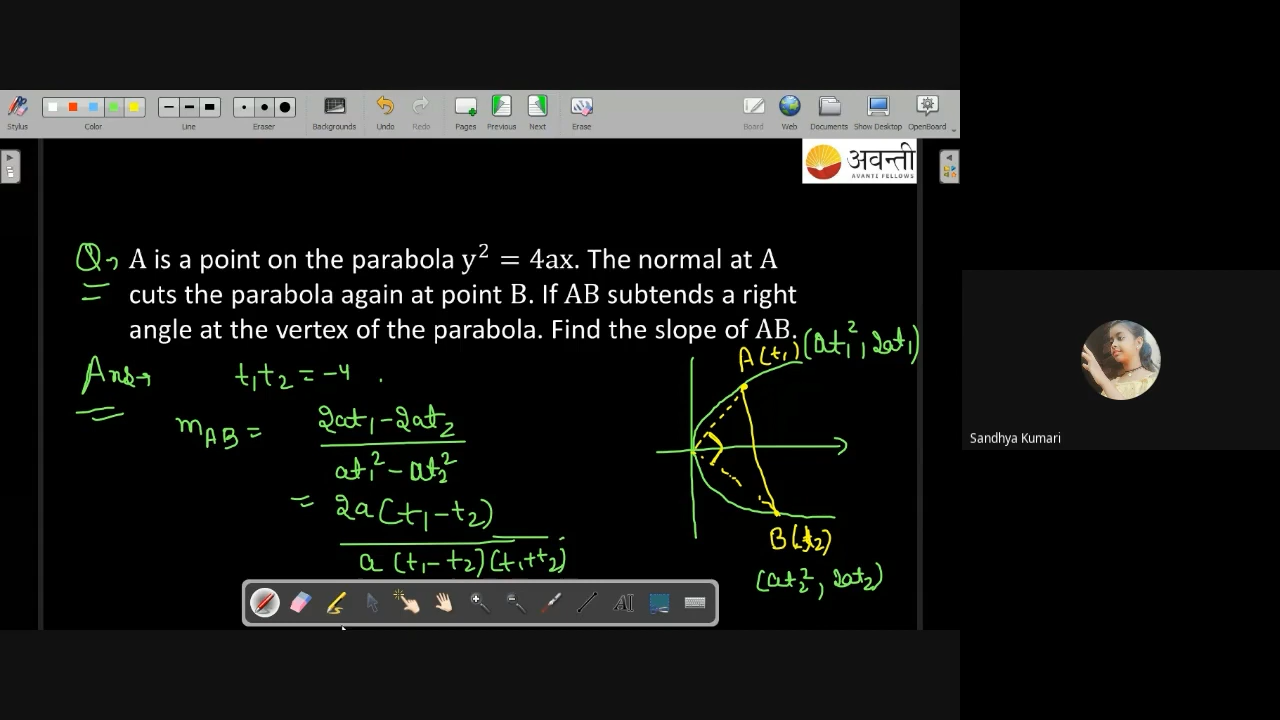 Stylus
Color
Line
Eraser
Backgrounds
Undo
Redo
Pages
Previous
Next
Erase
Board
Web
Documents
Show Desktop
OpenBoard
अवन्ती
AVANTI FELLOWS
Q→ A is a point on the parabola y² = 4ax. The normal at A
cuts the parabola again at point B. If AB subtends a right
angle at the vertex of the parabola. Find the slope of AB.
Ans→ t₁t₂ = -4 .
m_AB = (2at₁ - 2at₂) / (at₁² - at₂²)
= 2a(t₁-t₂) / a(t₁-t₂)(t₁+t₂)
A(t₁) (at₁², 2at₁)
B(t₂)
(at₂², 2at₂)
AI
Sandhya Kumari